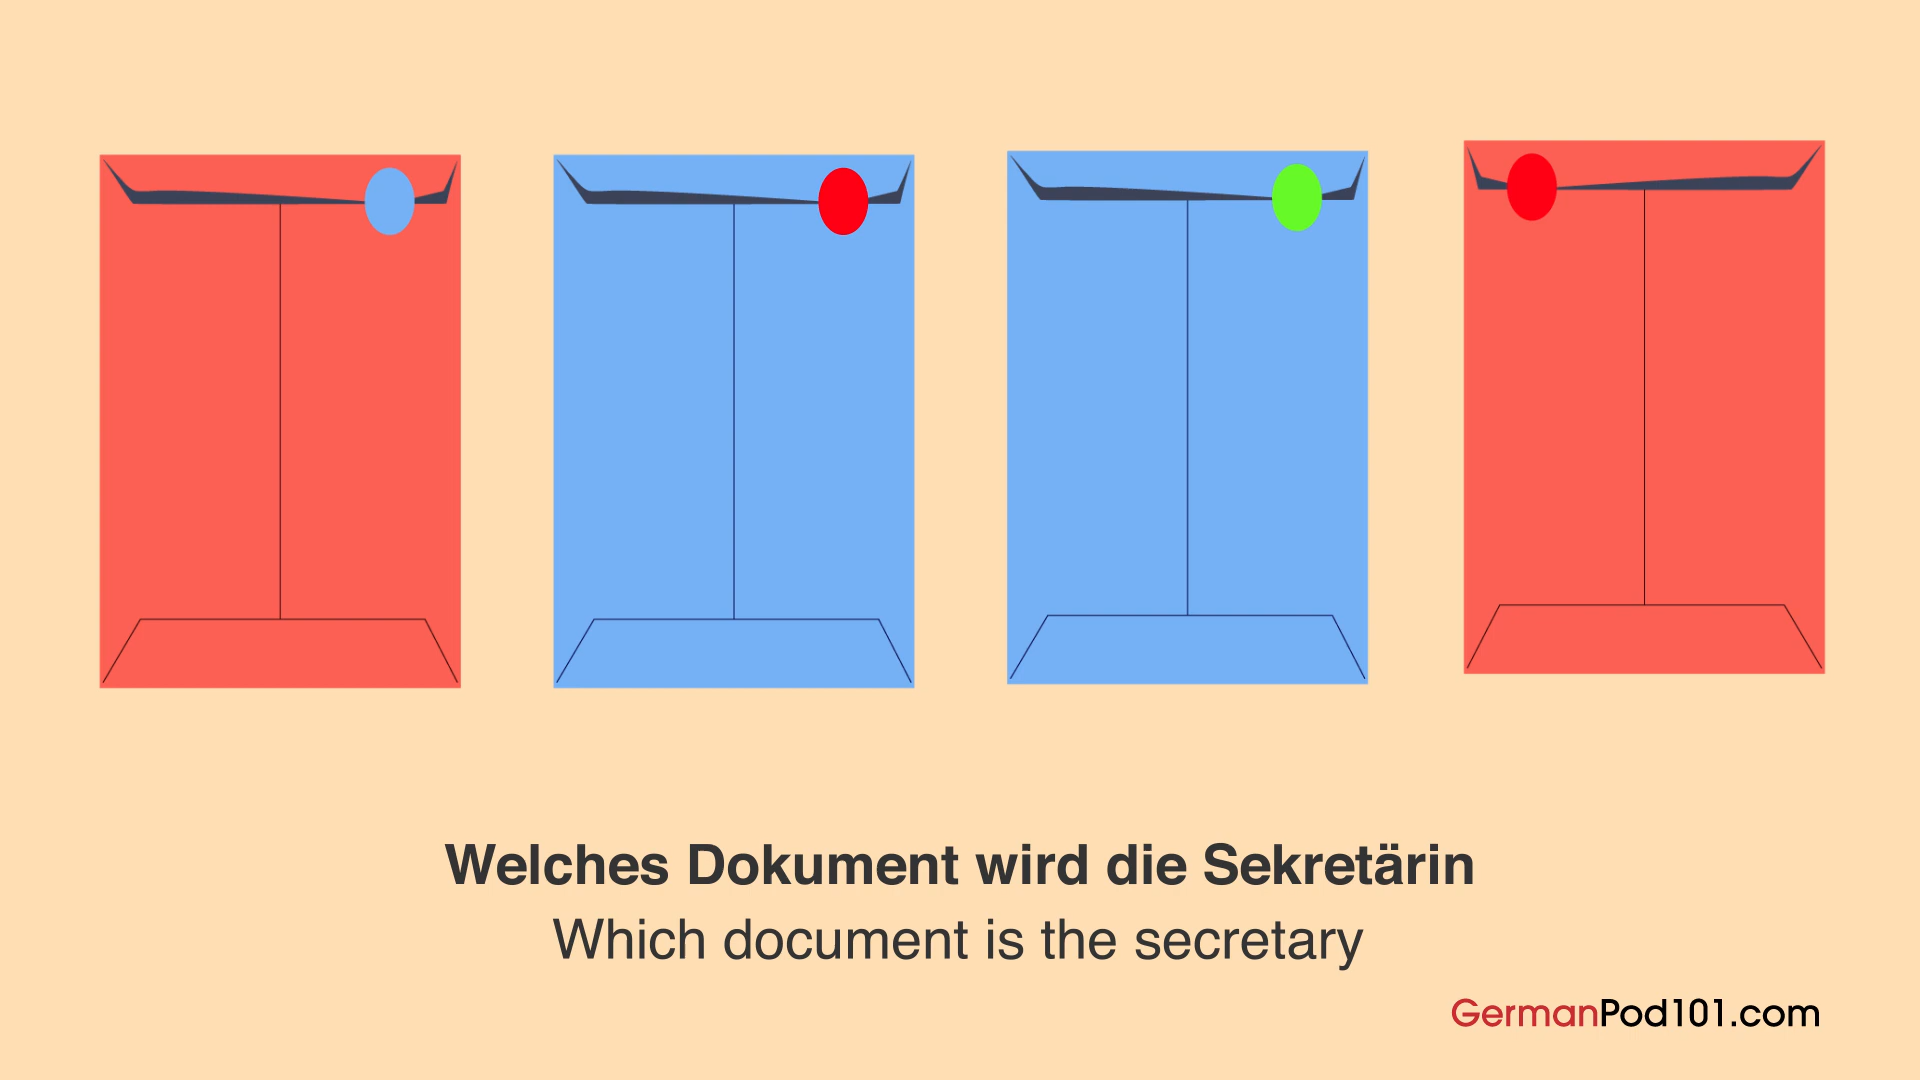 Welches Dokument wird die Sekretärin
Which document is the secretary
GermanPod101.com